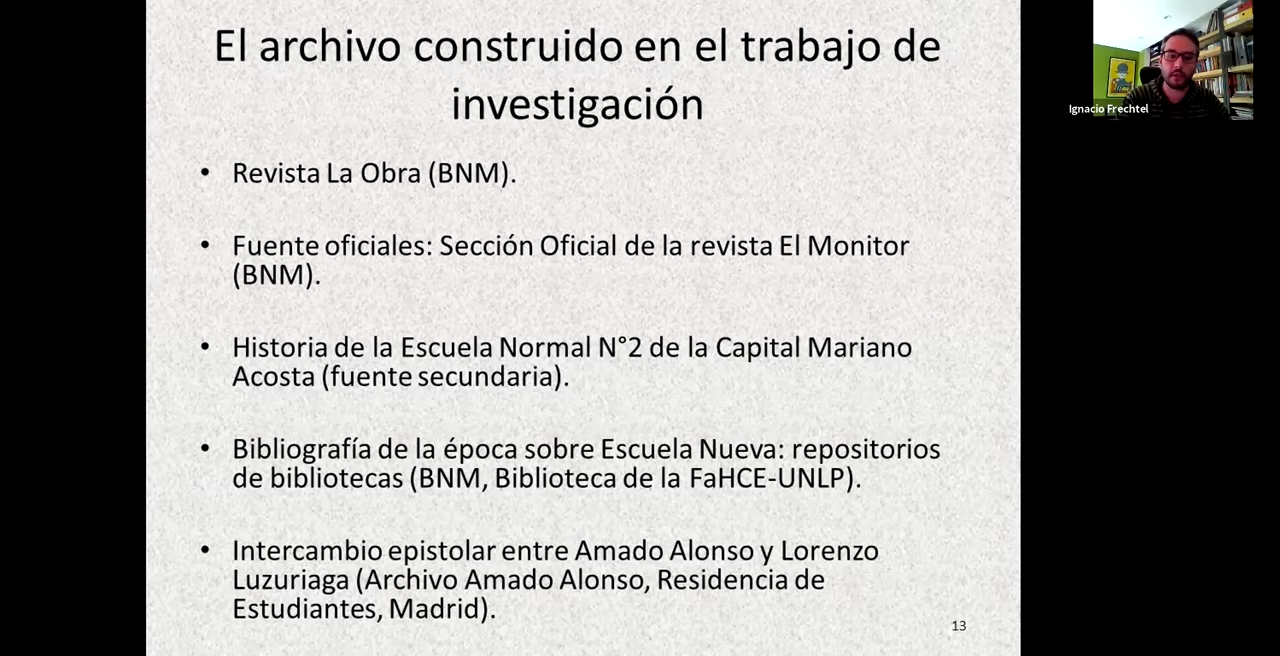 El archivo construido en el trabajo de
investigación
• Revista La Obra (BNM).
• Fuente oficiales: Sección Oficial de la revista El Monitor
(BNM).
• Historia de la Escuela Normal N°2 de la Capital Mariano
Acosta (fuente secundaria).
• Bibliografía de la época sobre Escuela Nueva: repositorios
de bibliotecas (BNM, Biblioteca de la FaHCE-UNLP).
• Intercambio epistolar entre Amado Alonso y Lorenzo
Luzuriaga (Archivo Amado Alonso, Residencia de
Estudiantes, Madrid).
13
Ignacio Frechtel